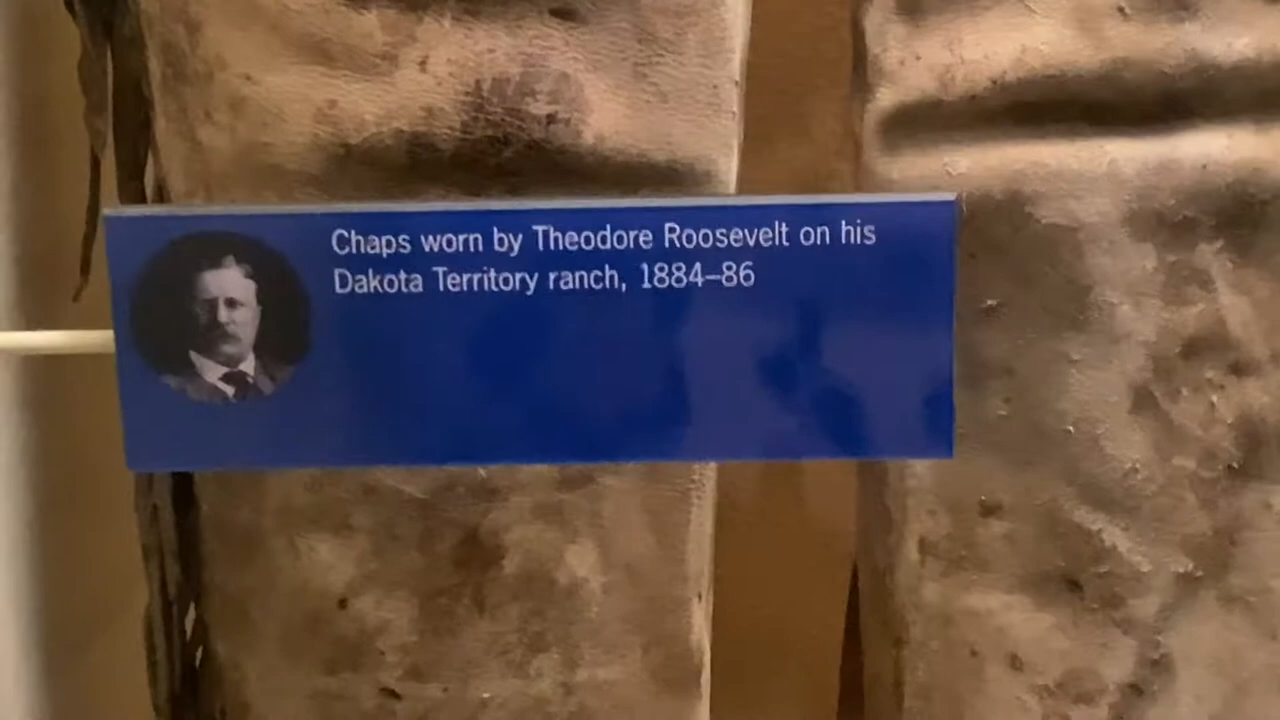 Chaps worn by Theodore Roosevelt on his
Dakota Territory ranch, 1884–86